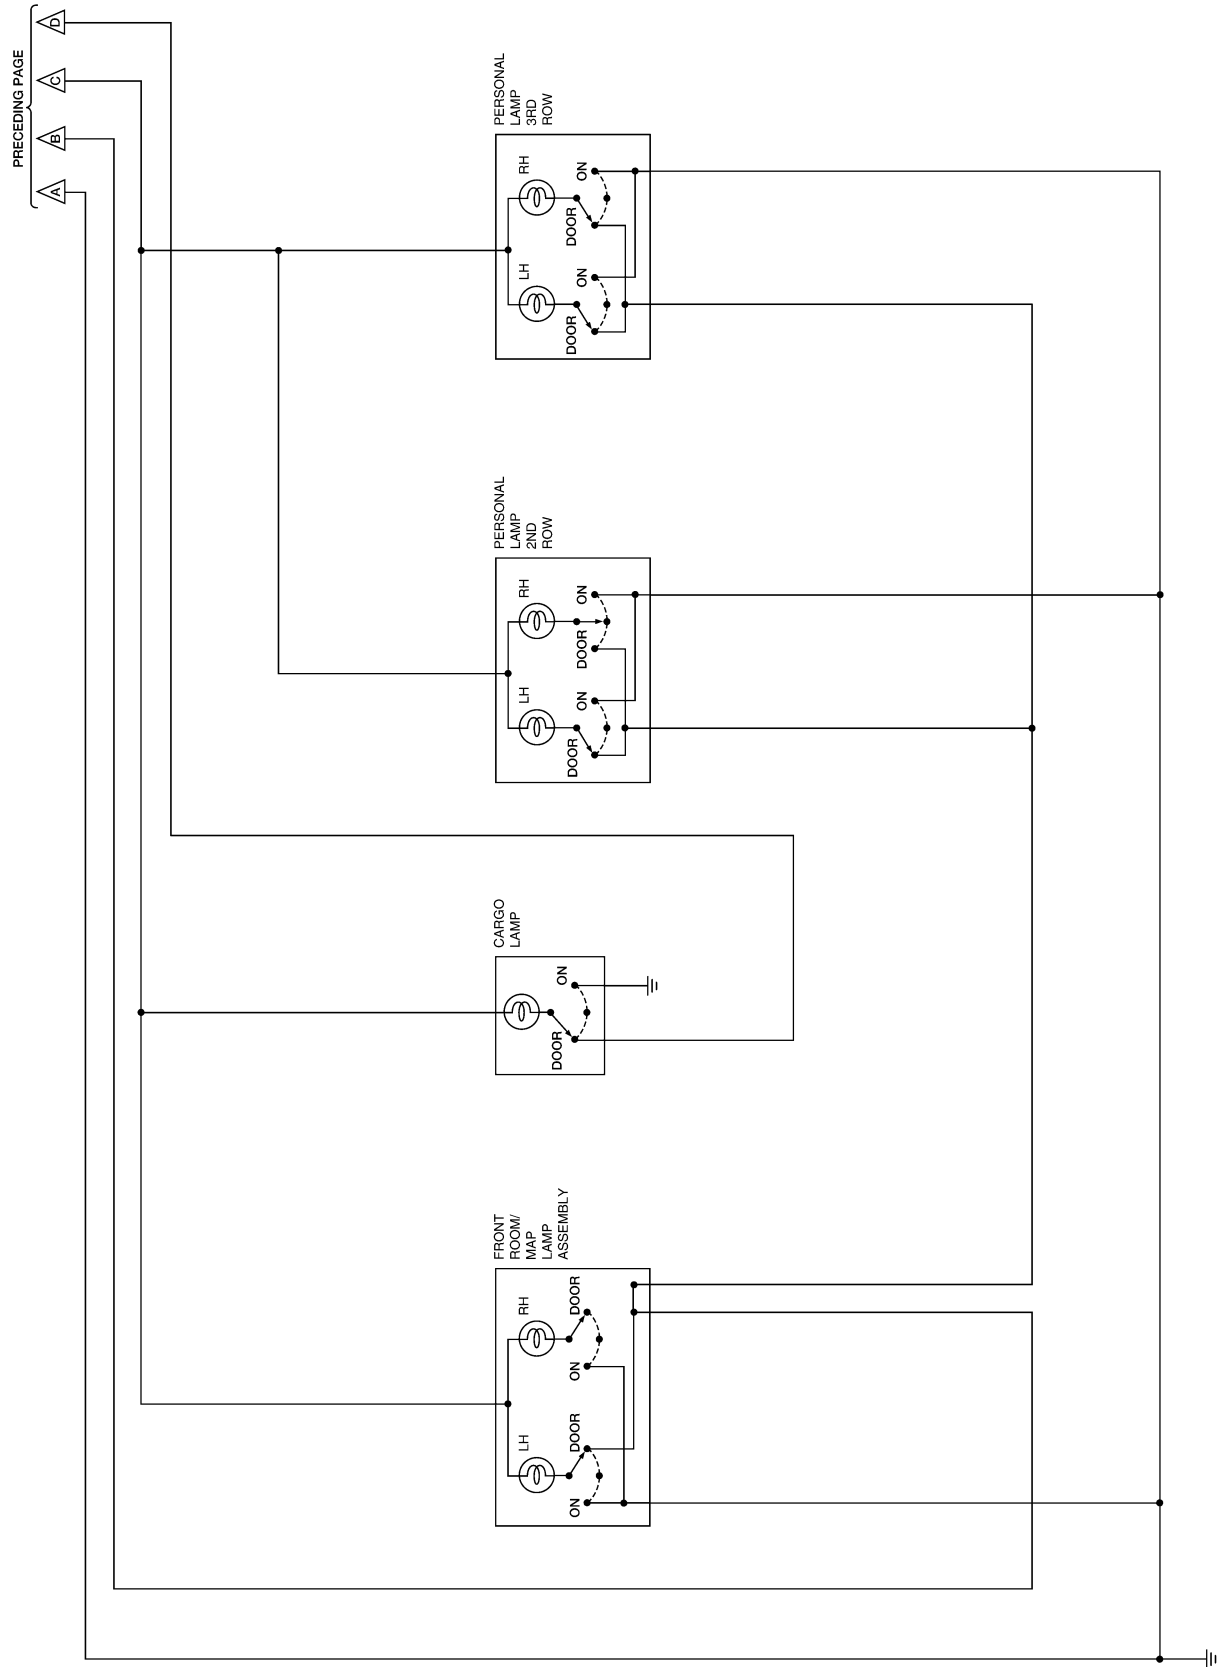 PRECEDING PAGE
A
B
C
D
FRONT
ROOM/
MAP
LAMP
ASSEMBLY
LH
ON
DOOR
RH
ON
DOOR
CARGO
LAMP
DOOR
ON
PERSONAL
LAMP
2ND
ROW
LH
DOOR
ON
RH
DOOR
ON
PERSONAL
LAMP
3RD
ROW
LH
DOOR
ON
RH
DOOR
ON